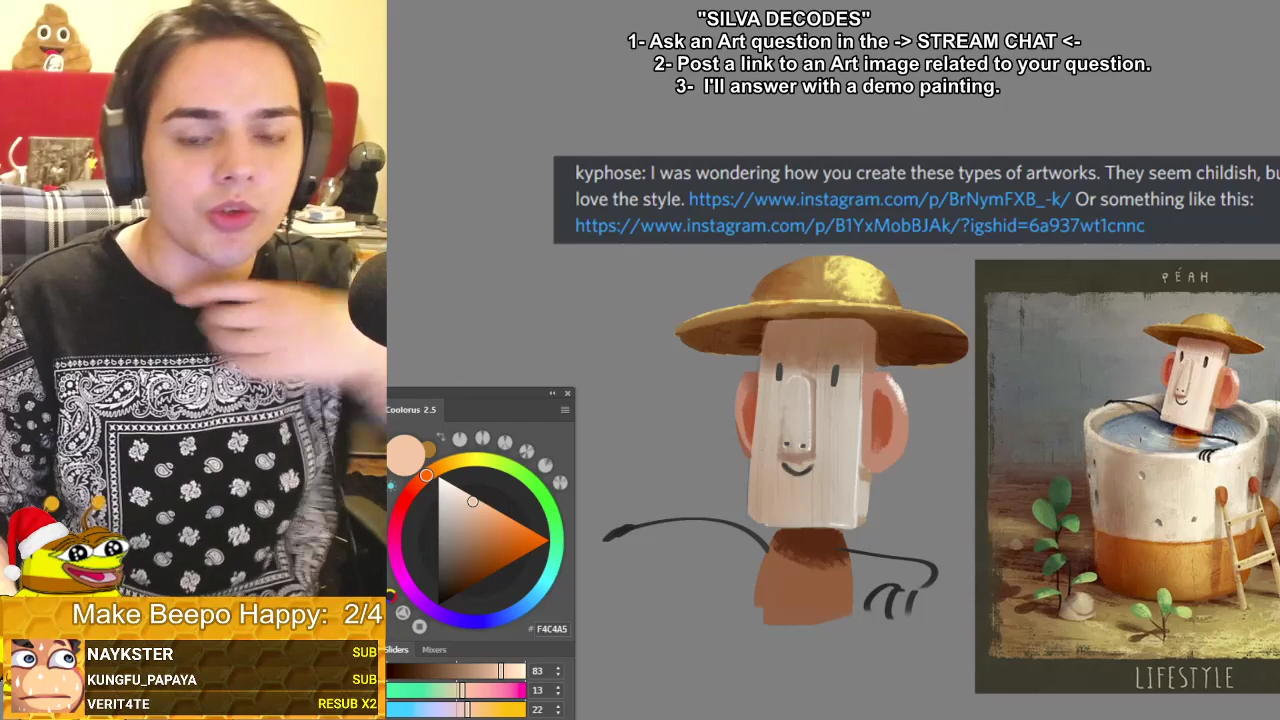 "SILVA DECODES"
1- Ask an Art question in the -> STREAM CHAT <-
2- Post a link to an Art image related to your question.
3- I'll answer with a demo painting.
kyphose: I was wondering how you create these types of artworks. They seem childish, bu
love the style. https://www.instagram.com/p/BrNymFXB_-k/ Or something like this:
https://www.instagram.com/p/B1YxMobBJAk/?igshid=6a937wt1cnnc
PÉAH
LIFESTYLE
Coolorus 2.5
# F4C4A5
Sliders Mixers
83
13
22
Make Beepo Happy: 2/4
NAYKSTER SUB
KUNGFU_PAPAYA SUB
VERIT4TE RESUB X2